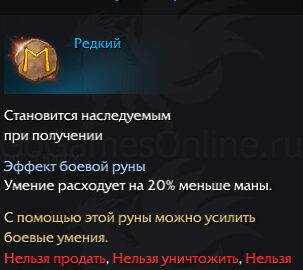 Редкий
Становится наследуемым
при получении
Эффект боевой руны
Умение расходует на 20% меньше маны.
С помощью этой руны можно усилить
боевые умения.
Нельзя продать, Нельзя уничтожить, Нельзя